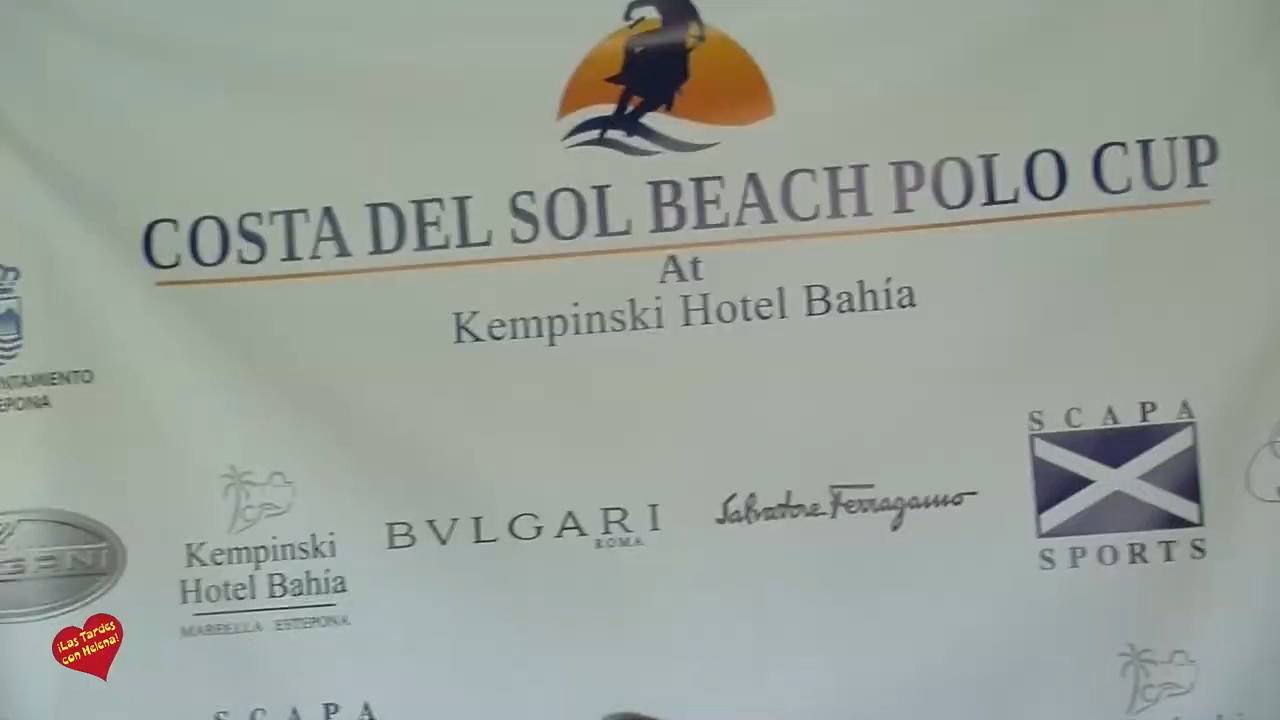 COSTA DEL SOL BEACH POLO CUP
At
Kempinski Hotel Bahía
SCAPA
SPORTS
BVLGARI
ROMA
Salvatore Ferragamo
Kempinski
Hotel Bahía
MARBELLA ESTEPONA
¡Las Tardes
con Helena!
SCAPA